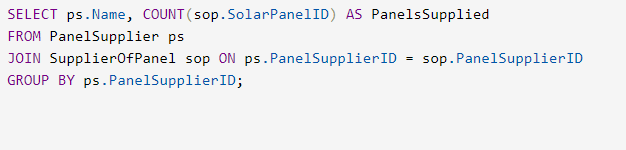 SELECT ps.Name, COUNT(sop.SolarPanelID) AS PanelsSupplied
FROM PanelSupplier ps
JOIN SupplierOfPanel sop ON ps.PanelSupplierID = sop.PanelSupplierID
GROUP BY ps.PanelSupplierID;